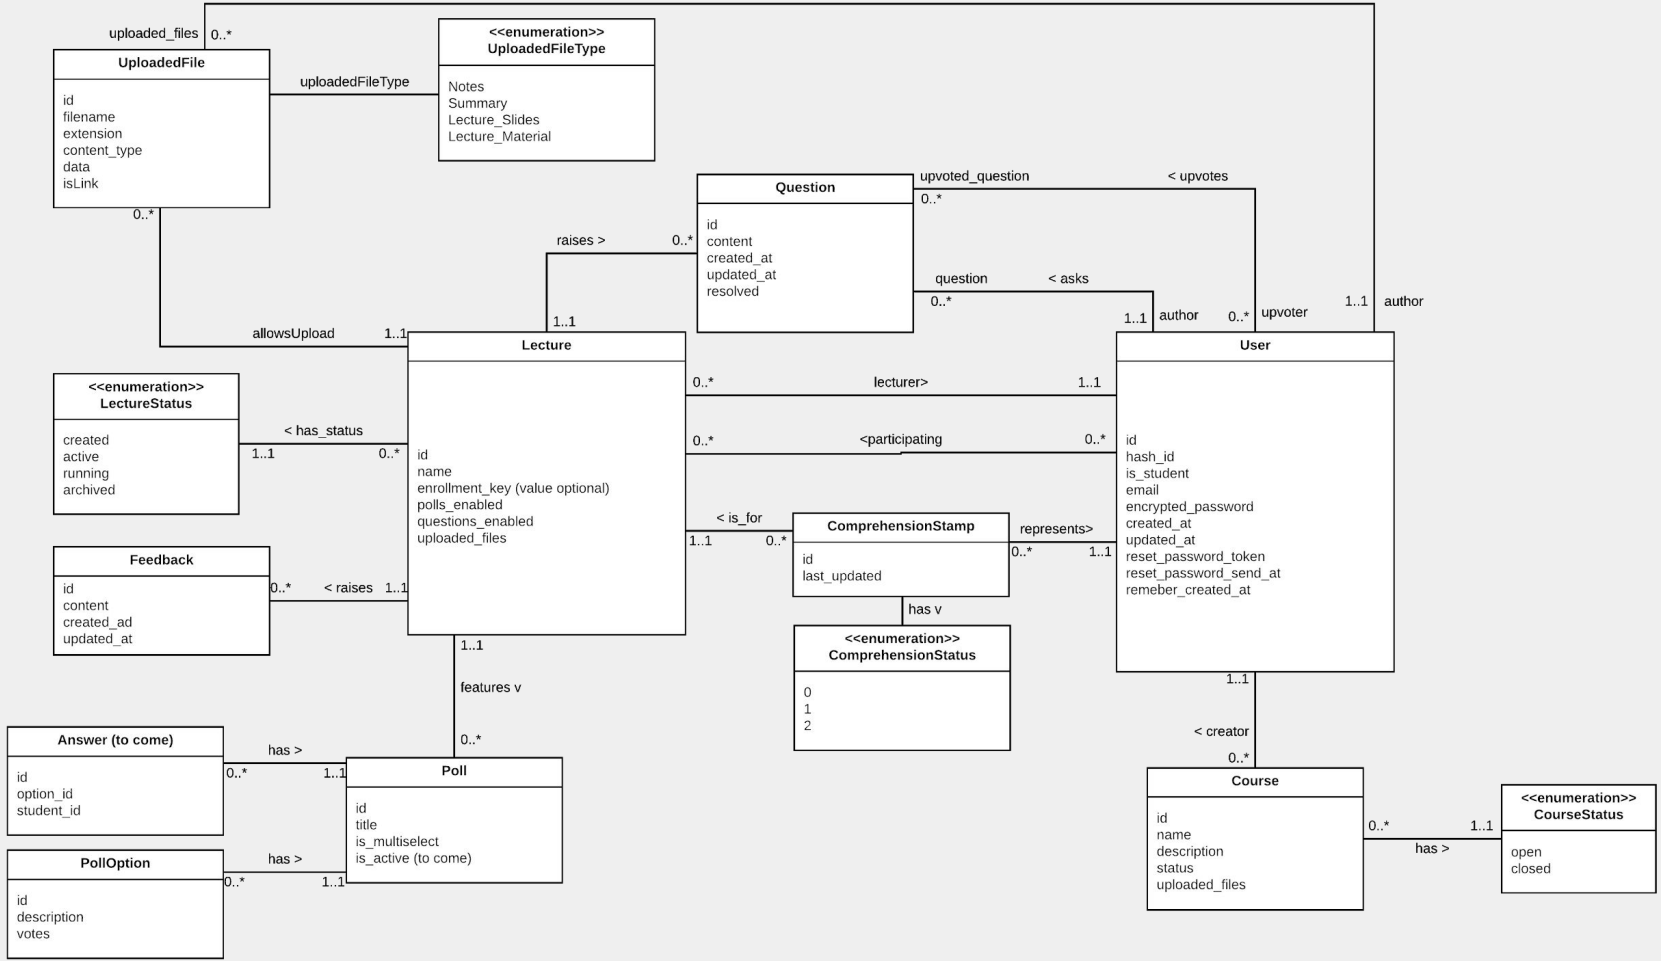 uploaded_files
0..*
UploadedFile
id
filename
extension
content_type
data
isLink
0..*
uploadedFileType
<<enumeration>>
UploadedFileType
Notes
Summary
Lecture_Slides
Lecture_Material
Question
id
content
created_at
updated_at
resolved
upvoted_question
< upvotes
0..*
question
< asks
0..*
1..1
author
0..*
upvoter
1..1
author
raises >
0..*
1..1
allowsUpload
1..1
Lecture
id
name
enrollment_key (value optional)
polls_enabled
questions_enabled
uploaded_files
User
id
hash_id
is_student
email
encrypted_password
created_at
updated_at
reset_password_token
reset_password_send_at
remeber_created_at
0..*
lecturer>
1..1
0..*
<participating
0..*
<<enumeration>>
LectureStatus
created
active
running
archived
< has_status
1..1
0..*
Feedback
id
content
created_ad
updated_at
0..*
< raises
1..1
< is_for
1..1
0..*
ComprehensionStamp
id
last_updated
represents>
0..*
1..1
has v
<<enumeration>>
ComprehensionStatus
0
1
2
1..1
features v
0..*
Answer (to come)
id
option_id
student_id
has >
0..*
1..1
Poll
id
title
is_multiselect
is_active (to come)
PollOption
id
description
votes
has >
0..*
1..1
1..1
< creator
0..*
Course
id
name
description
status
uploaded_files
0..*
1..1
has >
<<enumeration>>
CourseStatus
open
closed